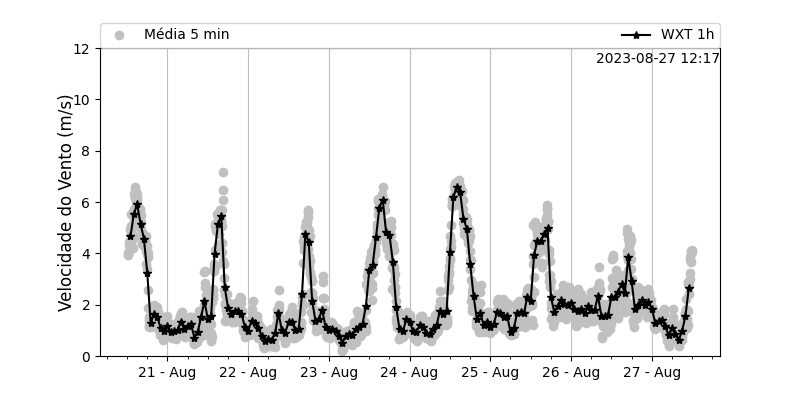 Média 5 min
WXT 1h
2023-08-27 12:17
Velocidade do Vento (m/s)
12
10
8
6
4
2
0
21 - Aug
22 - Aug
23 - Aug
24 - Aug
25 - Aug
26 - Aug
27 - Aug